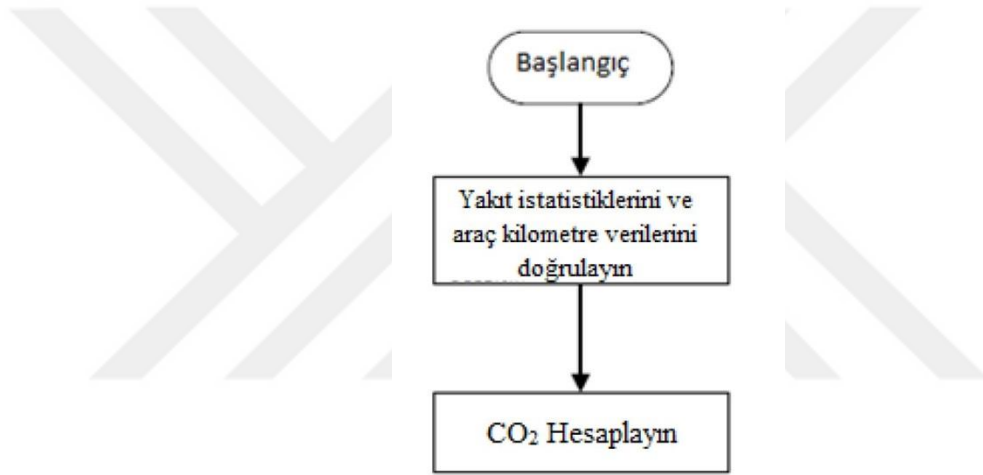 Başlangıç
Yakıt istatistiklerini ve
araç kilometre verilerini
doğrulayın
CO₂ Hesaplayın